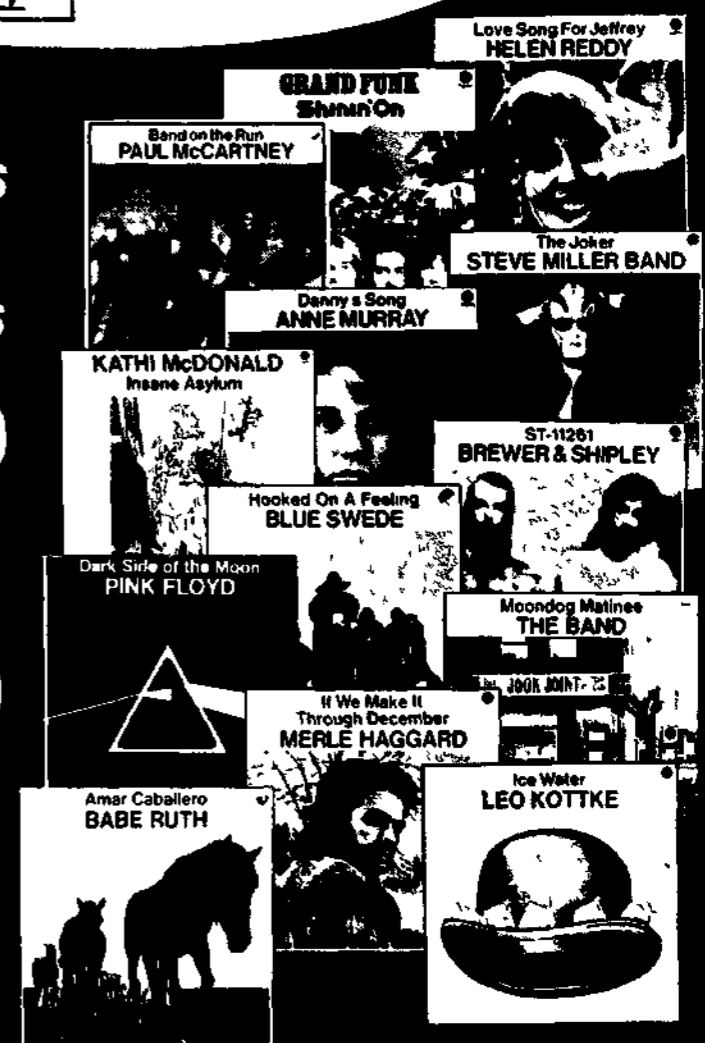 Love Song For Jeffrey
HELEN REDDY
GRAND FUNK
Shinin' On
Band on the Run
PAUL McCARTNEY
The Joker
STEVE MILLER BAND
Danny's Song
ANNE MURRAY
KATHI McDONALD
Insane Asylum
ST-11261
BREWER & SHIPLEY
Hooked On A Feeling
BLUE SWEDE
Dark Side of the Moon
PINK FLOYD
Moondog Matinee
THE BAND
JOOK JOINT
If We Make It
Through December
MERLE HAGGARD
Ice Water
LEO KOTTKE
Amar Caballero
BABE RUTH